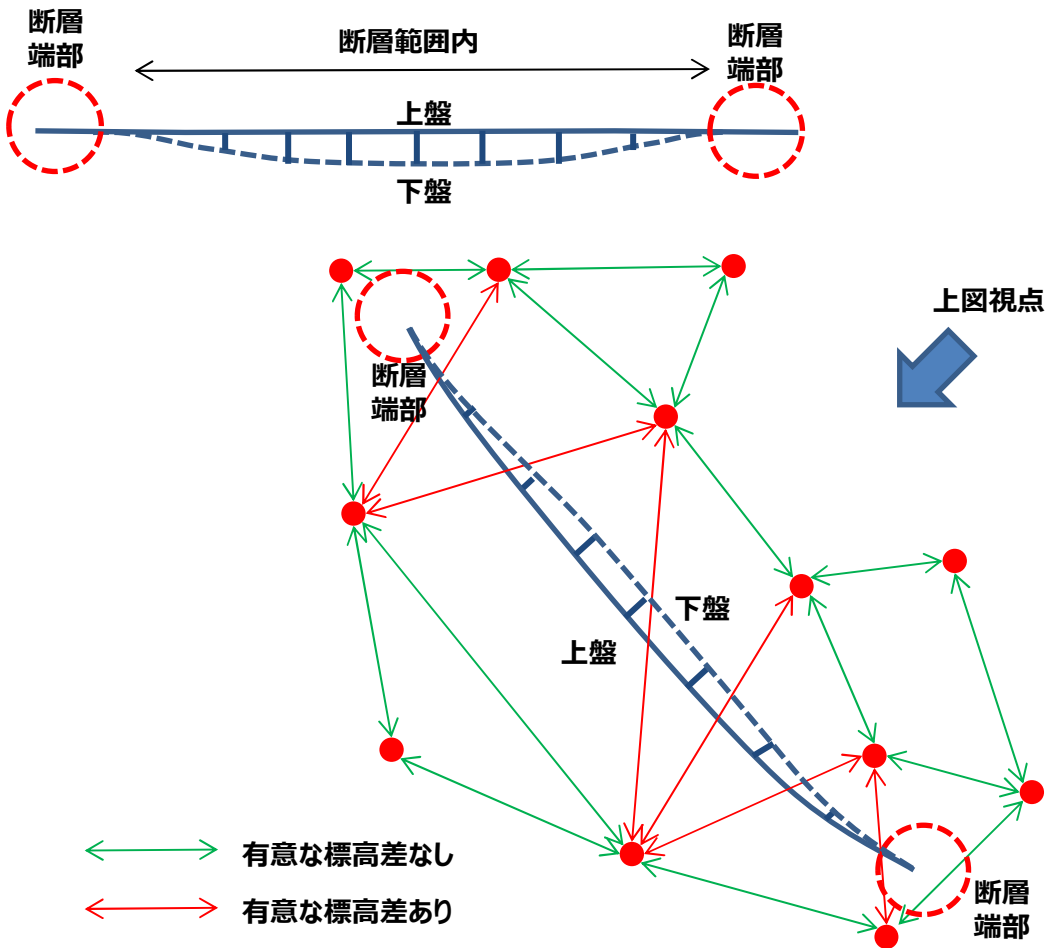 断層
端部
断層範囲内
断層
端部
上盤
下盤
上図視点
断層
端部
下盤
上盤
有意な標高差なし
有意な標高差あり
断層
端部